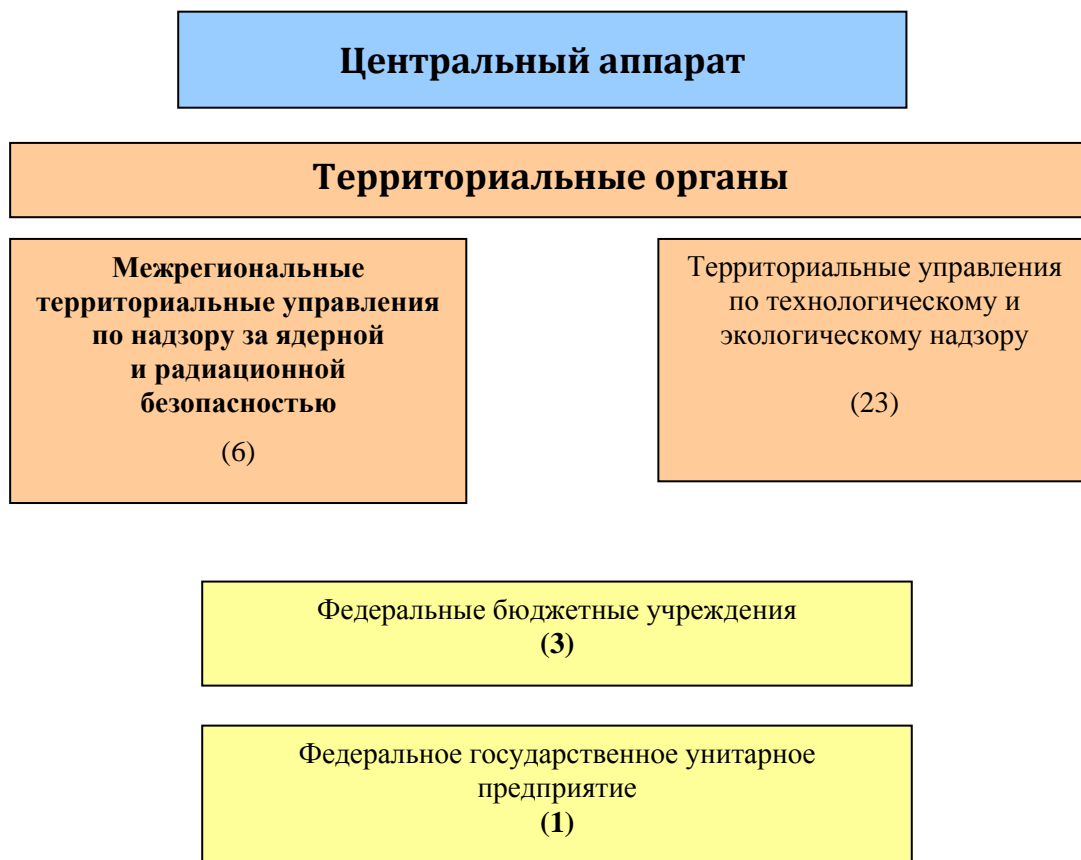 Центральный аппарат
Территориальные органы
Межрегиональные
территориальные управления
по надзору за ядерной
и радиационной
безопасностью
(6)
Территориальные управления
по технологическому и
экологическому надзору
(23)
Федеральные бюджетные учреждения
(3)
Федеральное государственное унитарное
предприятие
(1)